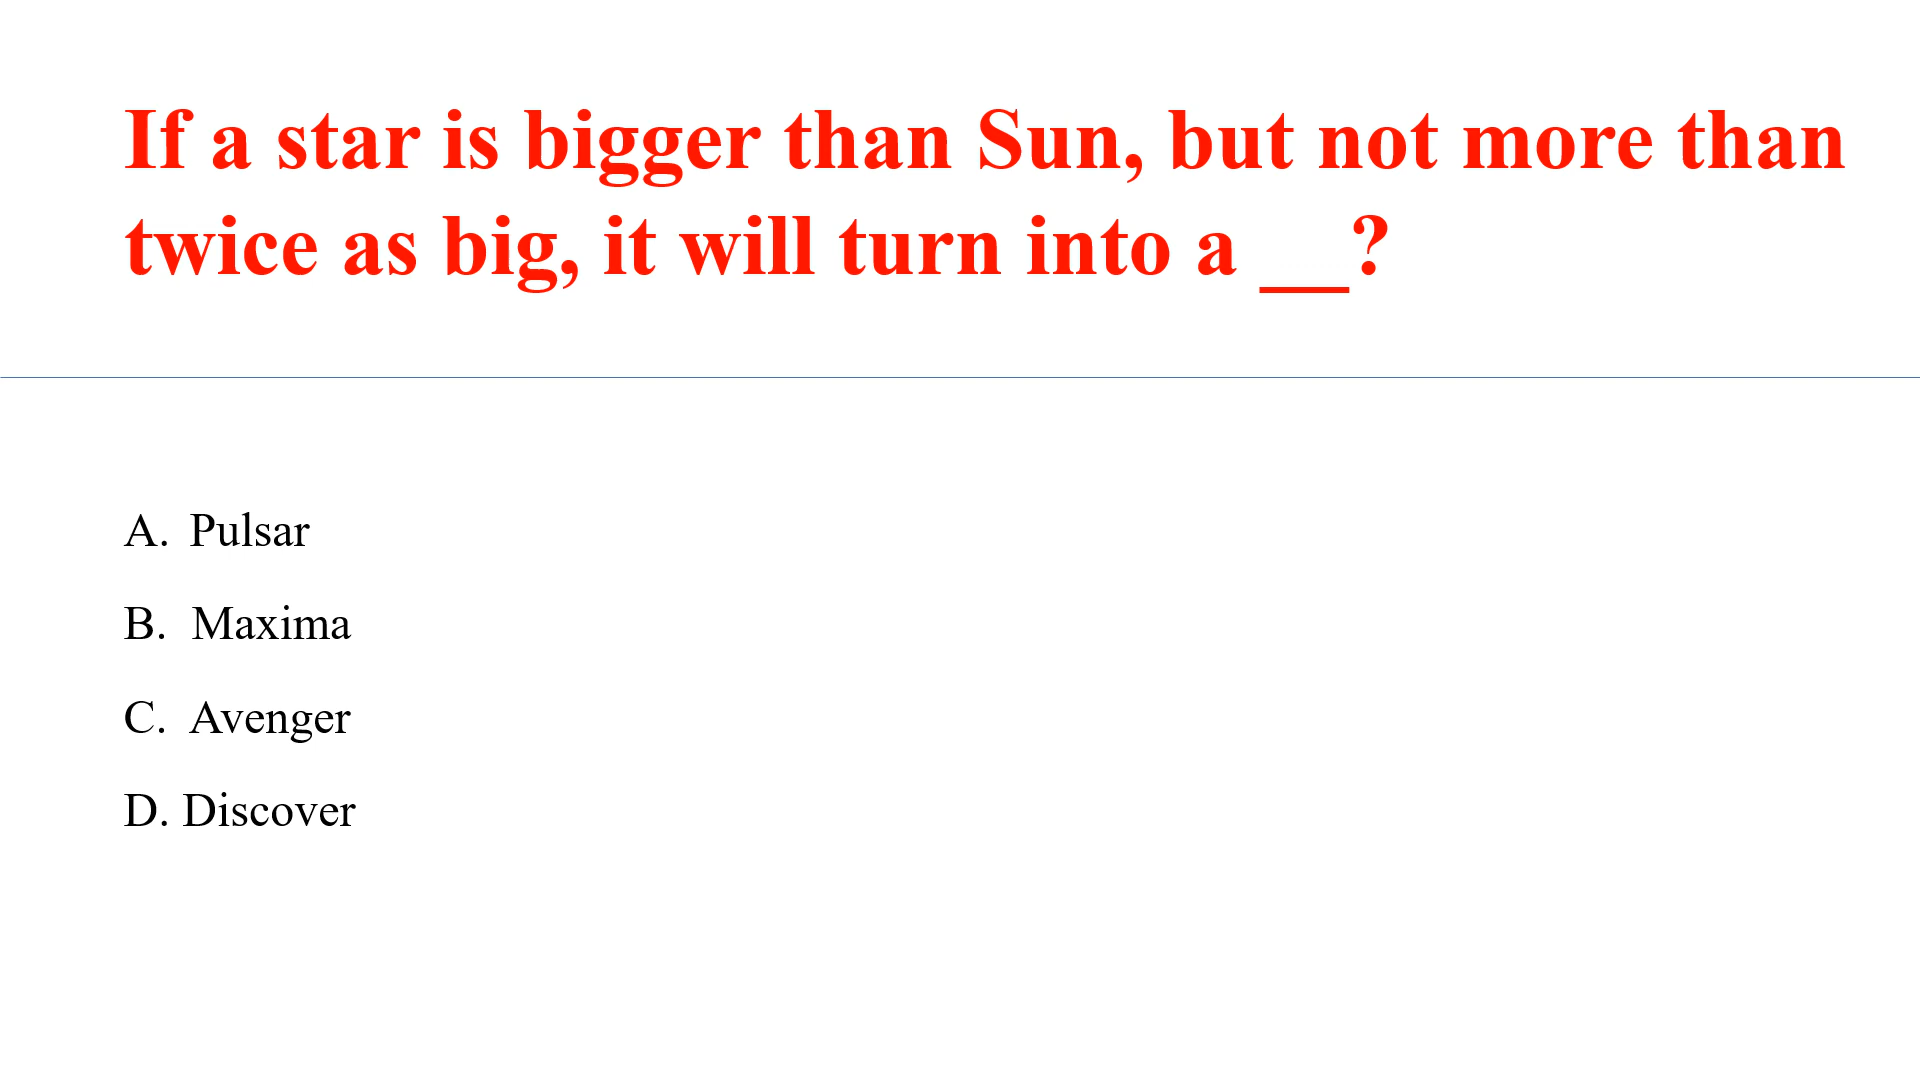 If a star is bigger than Sun, but not more than
twice as big, it will turn into a __?
A. Pulsar
B. Maxima
C. Avenger
D. Discover